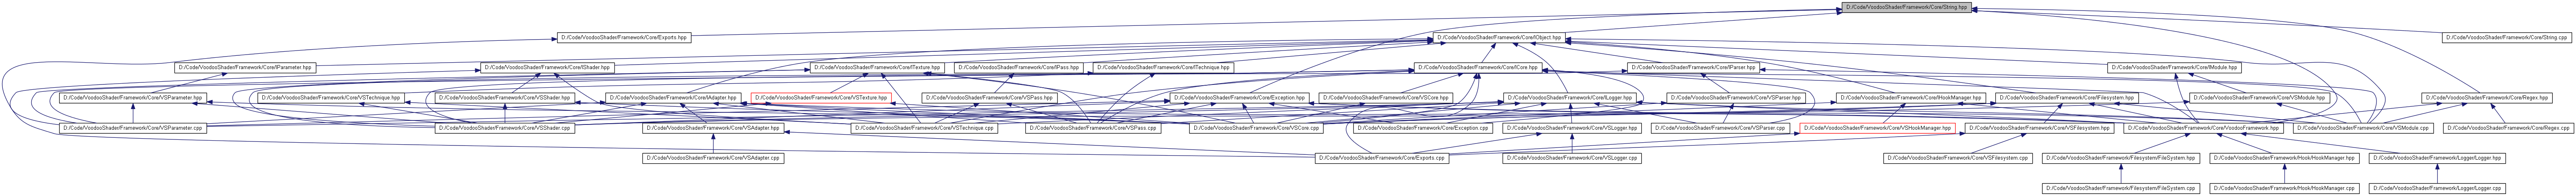 D:/Code/VoodooShader/Framework/Core/String.hpp
D:/Code/VoodooShader/Framework/Core/Exports.hpp
D:/Code/VoodooShader/Framework/Core/IObject.hpp
D:/Code/VoodooShader/Framework/Core/String.cpp
D:/Code/VoodooShader/Framework/Core/IParameter.hpp
D:/Code/VoodooShader/Framework/Core/IShader.hpp
D:/Code/VoodooShader/Framework/Core/ITexture.hpp
D:/Code/VoodooShader/Framework/Core/IPass.hpp
D:/Code/VoodooShader/Framework/Core/ITechnique.hpp
D:/Code/VoodooShader/Framework/Core/ICore.hpp
D:/Code/VoodooShader/Framework/Core/IParser.hpp
D:/Code/VoodooShader/Framework/Core/IModule.hpp
D:/Code/VoodooShader/Framework/Core/VSParameter.hpp
D:/Code/VoodooShader/Framework/Core/VSTechnique.hpp
D:/Code/VoodooShader/Framework/Core/VSShader.hpp
D:/Code/VoodooShader/Framework/Core/IAdapter.hpp
D:/Code/VoodooShader/Framework/Core/VSTexture.hpp
D:/Code/VoodooShader/Framework/Core/VSPass.hpp
D:/Code/VoodooShader/Framework/Core/Exception.hpp
D:/Code/VoodooShader/Framework/Core/VSCore.hpp
D:/Code/VoodooShader/Framework/Core/ILogger.hpp
D:/Code/VoodooShader/Framework/Core/VSParser.hpp
D:/Code/VoodooShader/Framework/Core/IHookManager.hpp
D:/Code/VoodooShader/Framework/Core/IFilesystem.hpp
D:/Code/VoodooShader/Framework/Core/VSModule.hpp
D:/Code/VoodooShader/Framework/Core/Regex.hpp
D:/Code/VoodooShader/Framework/Core/VSParameter.cpp
D:/Code/VoodooShader/Framework/Core/VSShader.cpp
D:/Code/VoodooShader/Framework/Core/VSAdapter.hpp
D:/Code/VoodooShader/Framework/Core/VSTechnique.cpp
D:/Code/VoodooShader/Framework/Core/VSPass.cpp
D:/Code/VoodooShader/Framework/Core/VSCore.cpp
D:/Code/VoodooShader/Framework/Core/Exception.cpp
D:/Code/VoodooShader/Framework/Core/VSLogger.hpp
D:/Code/VoodooShader/Framework/Core/VSParser.cpp
D:/Code/VoodooShader/Framework/Core/VSHookManager.hpp
D:/Code/VoodooShader/Framework/Core/VSFilesystem.hpp
D:/Code/VoodooShader/Framework/Core/VoodooFramework.hpp
D:/Code/VoodooShader/Framework/Core/VSModule.cpp
D:/Code/VoodooShader/Framework/Core/Regex.cpp
D:/Code/VoodooShader/Framework/Core/VSAdapter.cpp
D:/Code/VoodooShader/Framework/Core/Exports.cpp
D:/Code/VoodooShader/Framework/Core/VSLogger.cpp
D:/Code/VoodooShader/Framework/Core/VSFilesystem.cpp
D:/Code/VoodooShader/Framework/Filesystem/FileSystem.hpp
D:/Code/VoodooShader/Framework/Hook/HookManager.hpp
D:/Code/VoodooShader/Framework/Logger/Logger.hpp
D:/Code/VoodooShader/Framework/Filesystem/FileSystem.cpp
D:/Code/VoodooShader/Framework/Hook/HookManager.cpp
D:/Code/VoodooShader/Framework/Logger/Logger.cpp